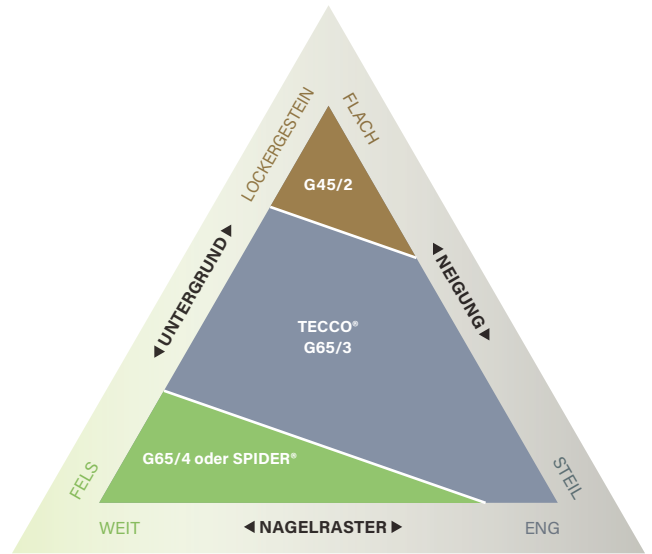 LOCKERGESTEIN
FLACH
G45/2
◀UNTERGRUND▶
◀NEIGUNG▶
TECCO®
G65/3
G65/4 oder SPIDER®
FELS
STEIL
WEIT
◀NAGELRASTER▶
ENG